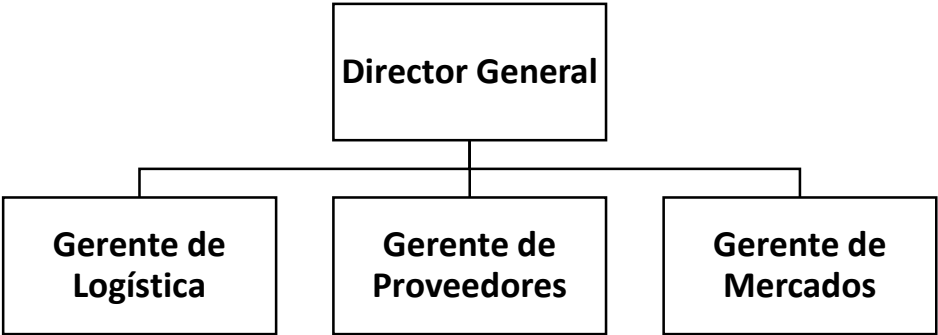 Director General
Gerente de
Logística
Gerente de
Proveedores
Gerente de
Mercados